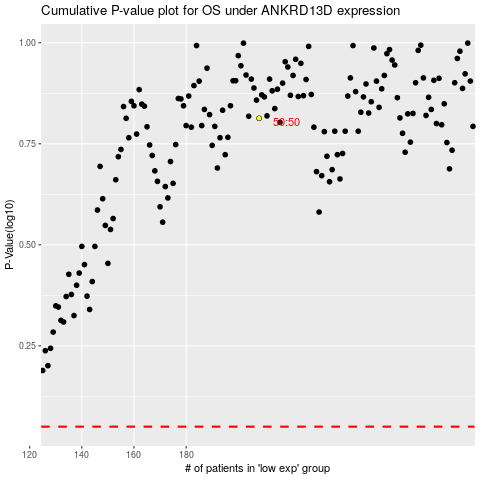 Cumulative P-value plot for OS under ANKRD13D expression
1.00
0.75
0.50
0.25
P-Value(log10)
50:50
120 140 160 180
# of patients in 'low exp' group